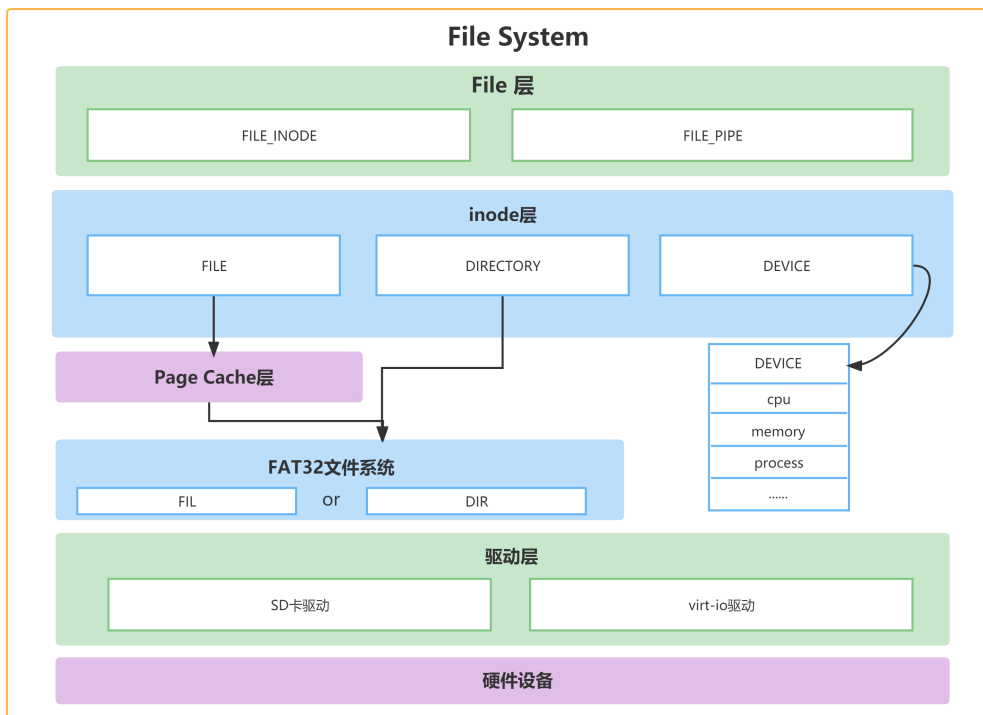 File System
File 层
FILE_INODE
FILE_PIPE
inode层
FILE
DIRECTORY
DEVICE
Page Cache层
DEVICE
cpu
memory
process
......
FAT32文件系统
FIL
or
DIR
驱动层
SD卡驱动
virt-io驱动
硬件设备